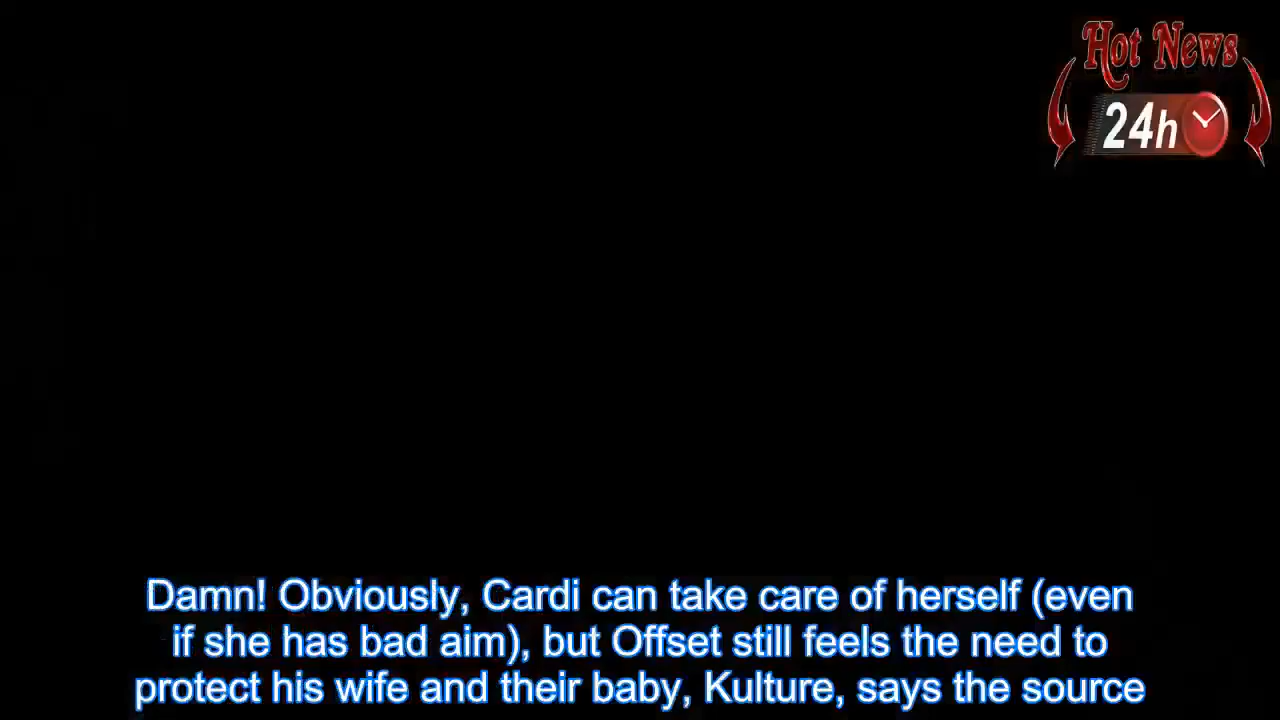 Hot News
24h
Damn! Obviously, Cardi can take care of herself (even
if she has bad aim), but Offset still feels the need to
protect his wife and their baby, Kulture, says the source